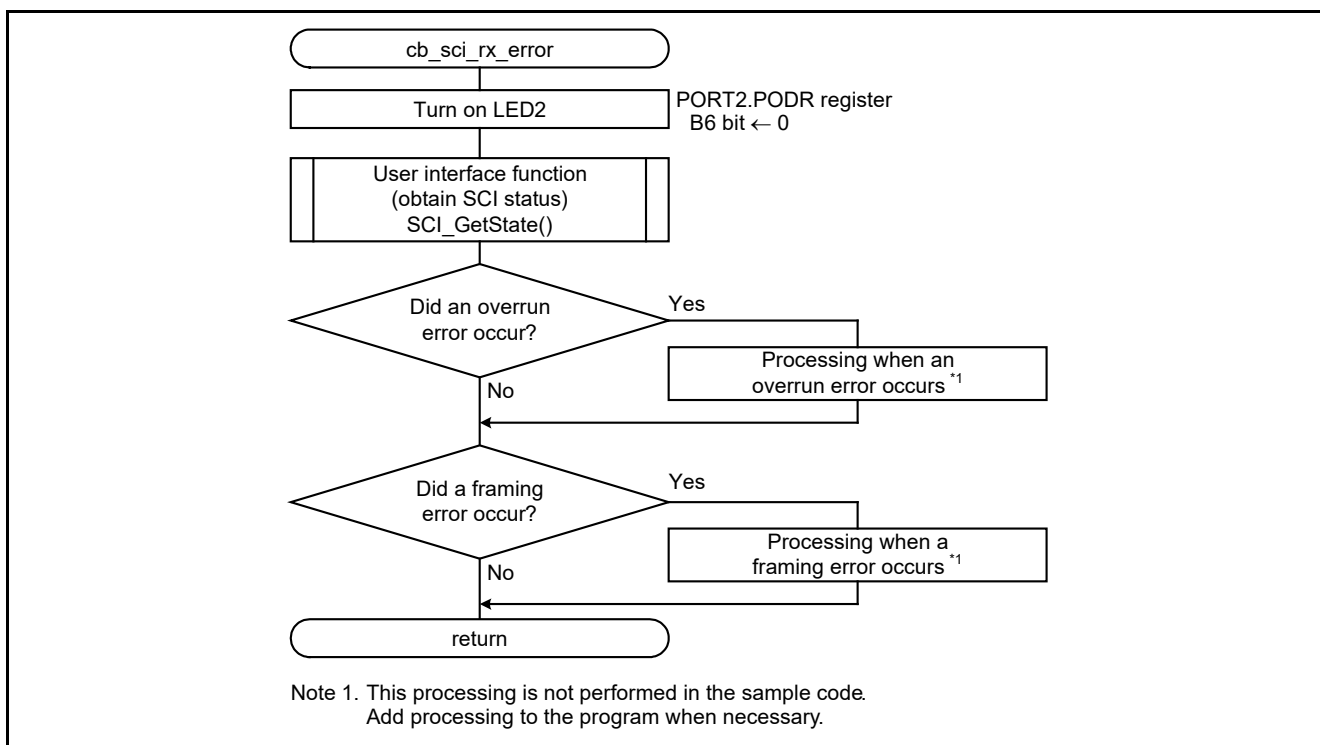 cb_sci_rx_error
Turn on LED2
PORT2.PODR register
B6 bit ← 0
User interface function
(obtain SCI status)
SCI_GetState()
Did an overrun
error occur?
Yes
Processing when an
overrun error occurs *1
No
Did a framing
error occur?
Yes
Processing when a
framing error occurs *1
No
return
Note 1. This processing is not performed in the sample code.
Add processing to the program when necessary.